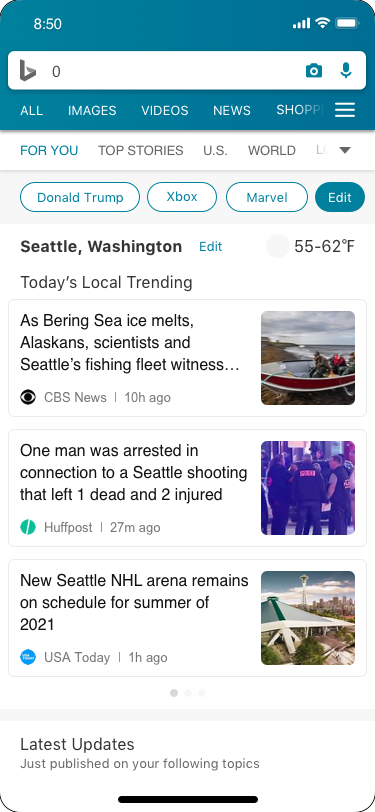 8:50
0
ALL IMAGES VIDEOS NEWS SHOPP
FOR YOU TOP STORIES U.S. WORLD
Donald Trump Xbox Marvel Edit
Seattle, Washington Edit 55-62°F
Today's Local Trending
As Bering Sea ice melts,
Alaskans, scientists and
Seattle's fishing fleet witness…
CBS News | 10h ago
One man was arrested in
connection to a Seattle shooting
that left 1 dead and 2 injured
Huffpost | 27m ago
New Seattle NHL arena remains
on schedule for summer of
2021
USA Today | 1h ago
Latest Updates
Just published on your following topics